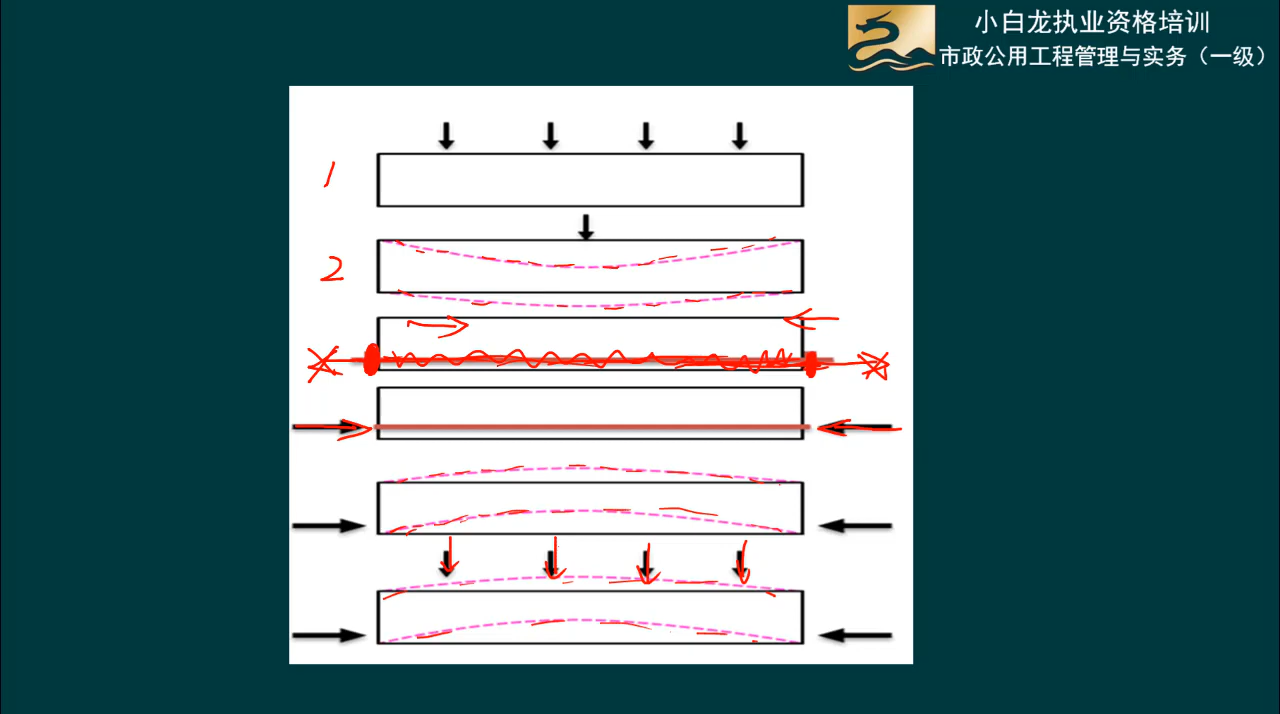 小白龙执业资格培训
市政公用工程管理与实务（一级）
1
2